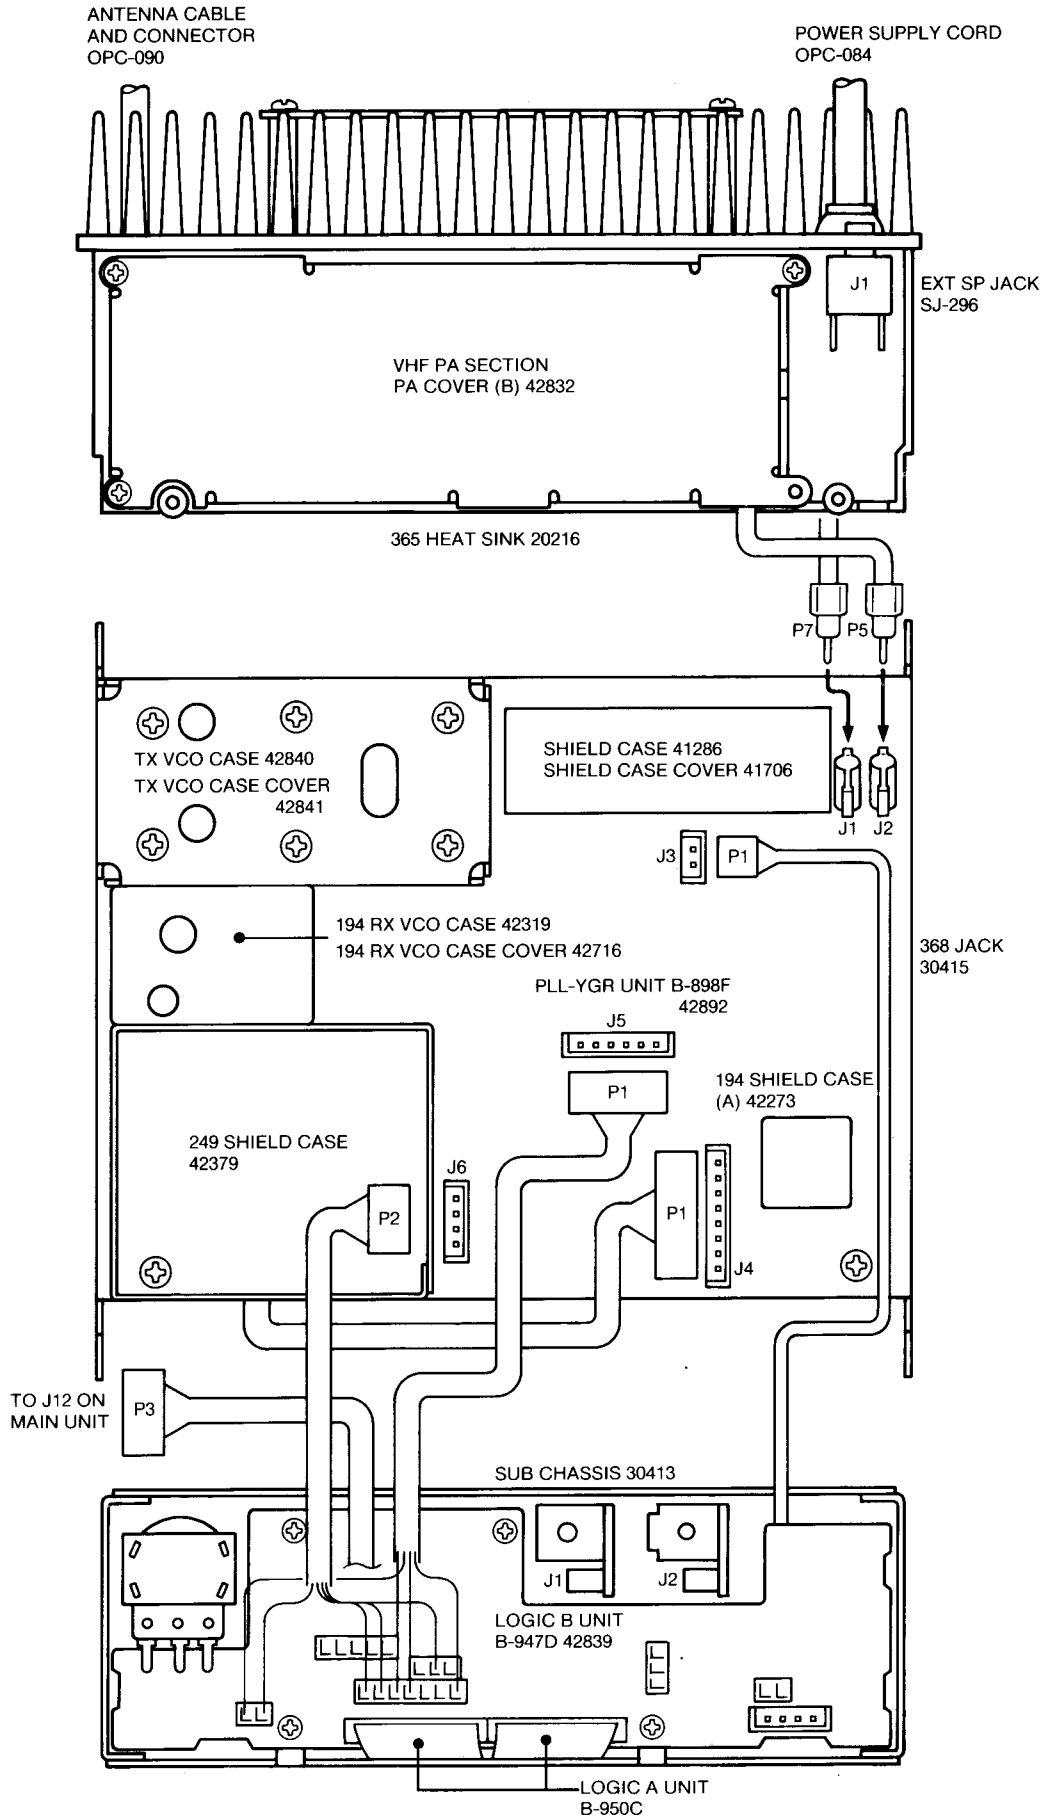 ANTENNA CABLE
AND CONNECTOR
OPC-090
POWER SUPPLY CORD
OPC-084
J1
EXT SP JACK
SJ-296
VHF PA SECTION
PA COVER (B) 42832
365 HEAT SINK 20216
P7
P5
TX VCO CASE 42840
TX VCO CASE COVER
42841
SHIELD CASE 41286
SHIELD CASE COVER 41706
J1
J2
J3
P1
194 RX VCO CASE 42319
194 RX VCO CASE COVER 42716
368 JACK
30415
PLL-YGR UNIT B-898F
42892
J5
P1
194 SHIELD CASE
(A) 42273
249 SHIELD CASE
42379
J6
P2
P1
J4
TO J12 ON
MAIN UNIT
P3
SUB CHASSIS 30413
J1
J2
LOGIC B UNIT
B-947D 42839
LOGIC A UNIT
B-950C